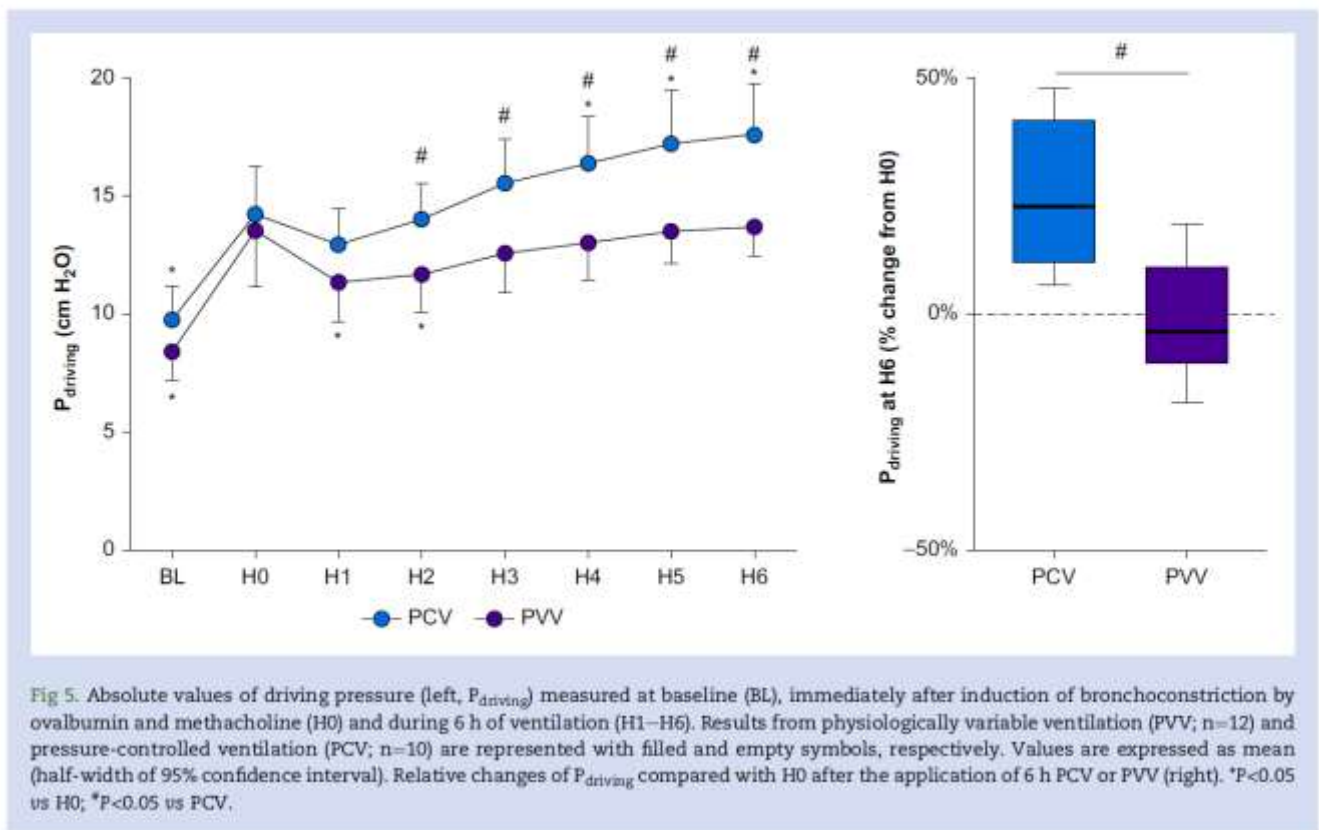 # # # # #
* * *
20
15
10
5
0
P_driving (cm H₂O)
*
*
*
*
BL H0 H1 H2 H3 H4 H5 H6
PCV PVV
#
50%
0%
–50%
P_driving at H6 (% change from H0)
PCV PVV
Fig 5. Absolute values of driving pressure (left, P_driving) measured at baseline (BL), immediately after induction of bronchoconstriction by
ovalbumin and methacholine (H0) and during 6 h of ventilation (H1–H6). Results from physiologically variable ventilation (PVV; n=12) and
pressure-controlled ventilation (PCV; n=10) are represented with filled and empty symbols, respectively. Values are expressed as mean
(half-width of 95% confidence interval). Relative changes of P_driving compared with H0 after the application of 6 h PCV or PVV (right). *P<0.05
vs H0; #P<0.05 vs PCV.